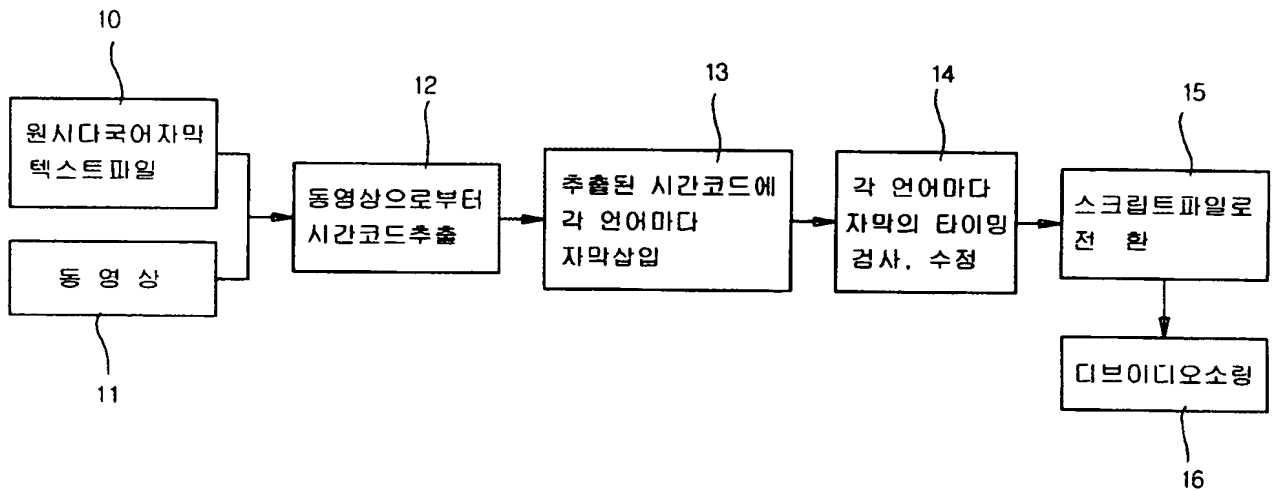 10
원시다국어자막
텍스트파일
동 영 상
11
12
동영상으로부터
시간코드추출
13
추출된 시간코드에
각 언어마다
자막삽입
14
각 언어마다
자막의 타이밍
검사, 수정
15
스크립트파일로
전 환
디브이디오소링
16